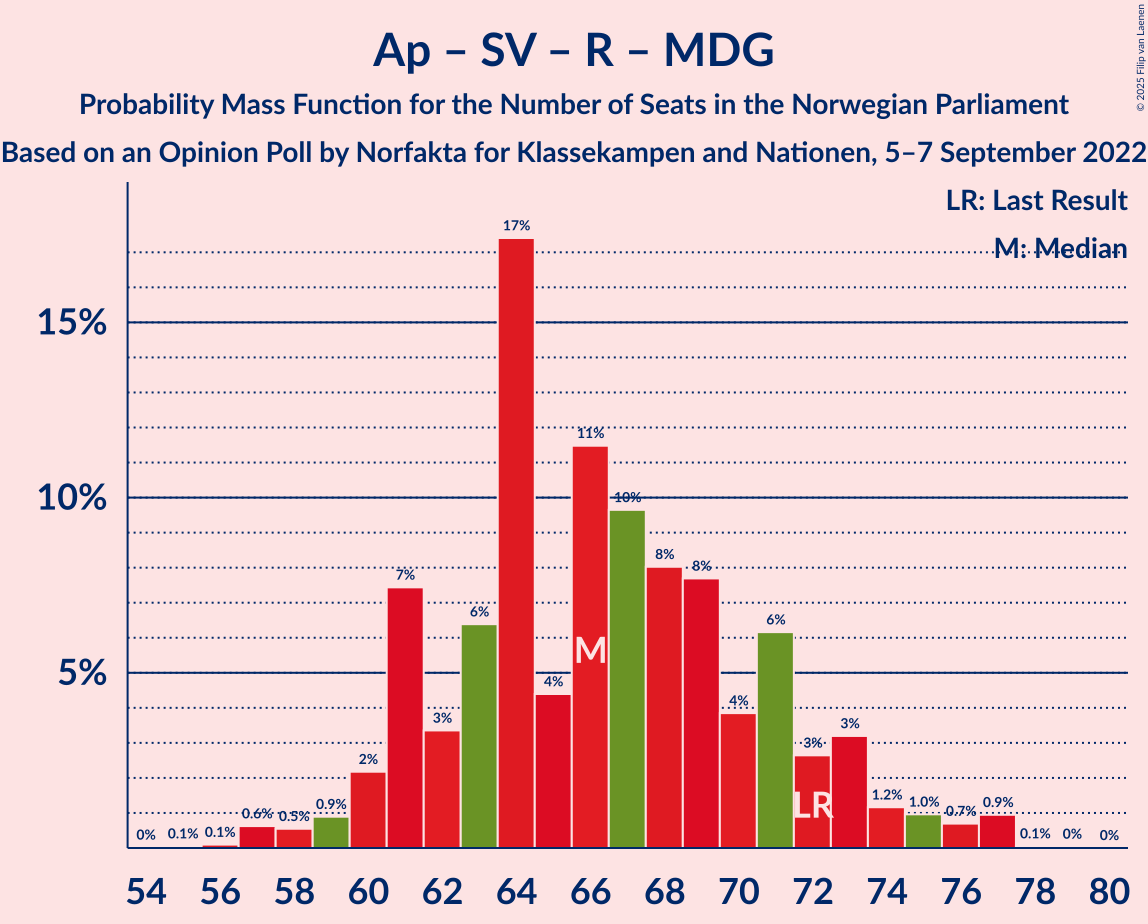 Ap – SV – R – MDG
Probability Mass Function for the Number of Seats in the Norwegian Parliament
Based on an Opinion Poll by Norfakta for Klassekampen and Nationen, 5–7 September 2022
© 2025 Filip van Laenen
LR: Last Result
M: Median
15%
10%
5%
0% 0.1% 0.1% 0.6% 0.5% 0.9% 2% 7% 3% 6% 17% 4% 11% 10% 8% 8% 4% 6% 3% 3% 1.2% 1.0% 0.7% 0.9% 0.1% 0% 0%
M
LR
54 56 58 60 62 64 66 68 70 72 74 76 78 80